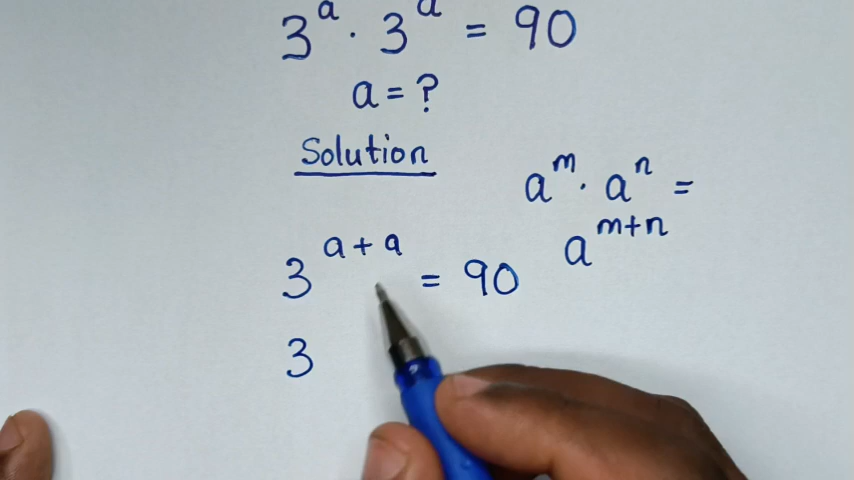 3^a · 3^a = 90
a = ?
Solution
a^m · a^n =
a^{m+n}
3^{a+a} = 90
3